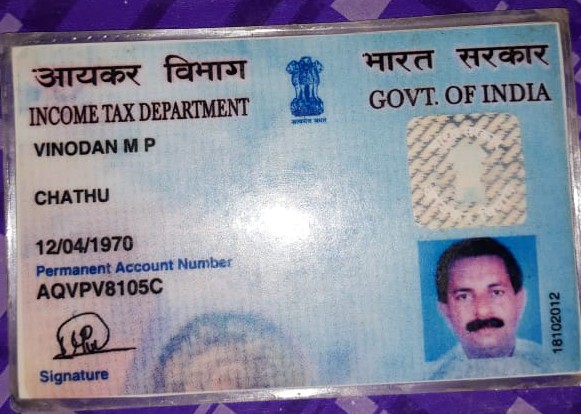 आयकर विभाग
भारत सरकार
INCOME TAX DEPARTMENT
GOVT. OF INDIA
सत्यमेव जयते
VINODAN M P
CHATHU
12/04/1970
Permanent Account Number
AQVPV8105C
Signature
18102012